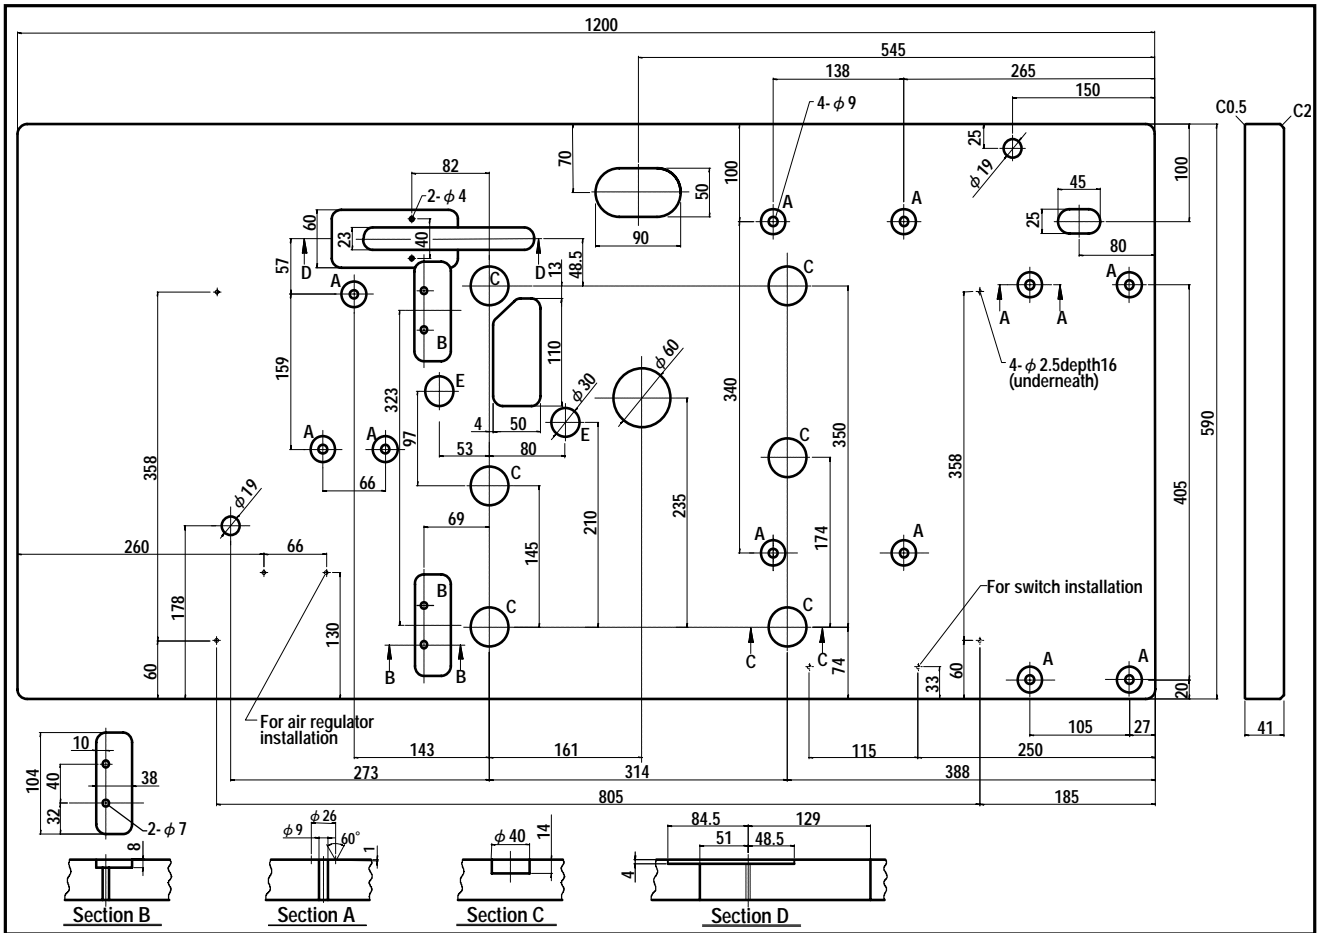 1200
545
138
265
150
4-φ9
C0.5
C2
25
φ19
70
100
100
82
2-φ4
50
45
A
A
60
23
40
90
25
80
57
D
D
13
48.5
A
C
C
A
A
A
B
110
φ60
4-φ2.5depth16
(underneath)
159
323
E
φ30
340
350
590
4
50
E
A
A
97
53
80
C
C
358
66
358
405
φ19
69
235
174
210
260
66
145
A
A
178
B
For switch installation
130
C
C
60
B
B
C
C
74
33
60
A
A
20
For air regulator
installation
143
161
115
250
105
27
41
10
273
314
388
104
40
38
805
185
32
2-φ7
φ26
84.5
129
φ9
60°
φ40
14
51
48.5
8
1
4
Section B
Section A
Section C
Section D